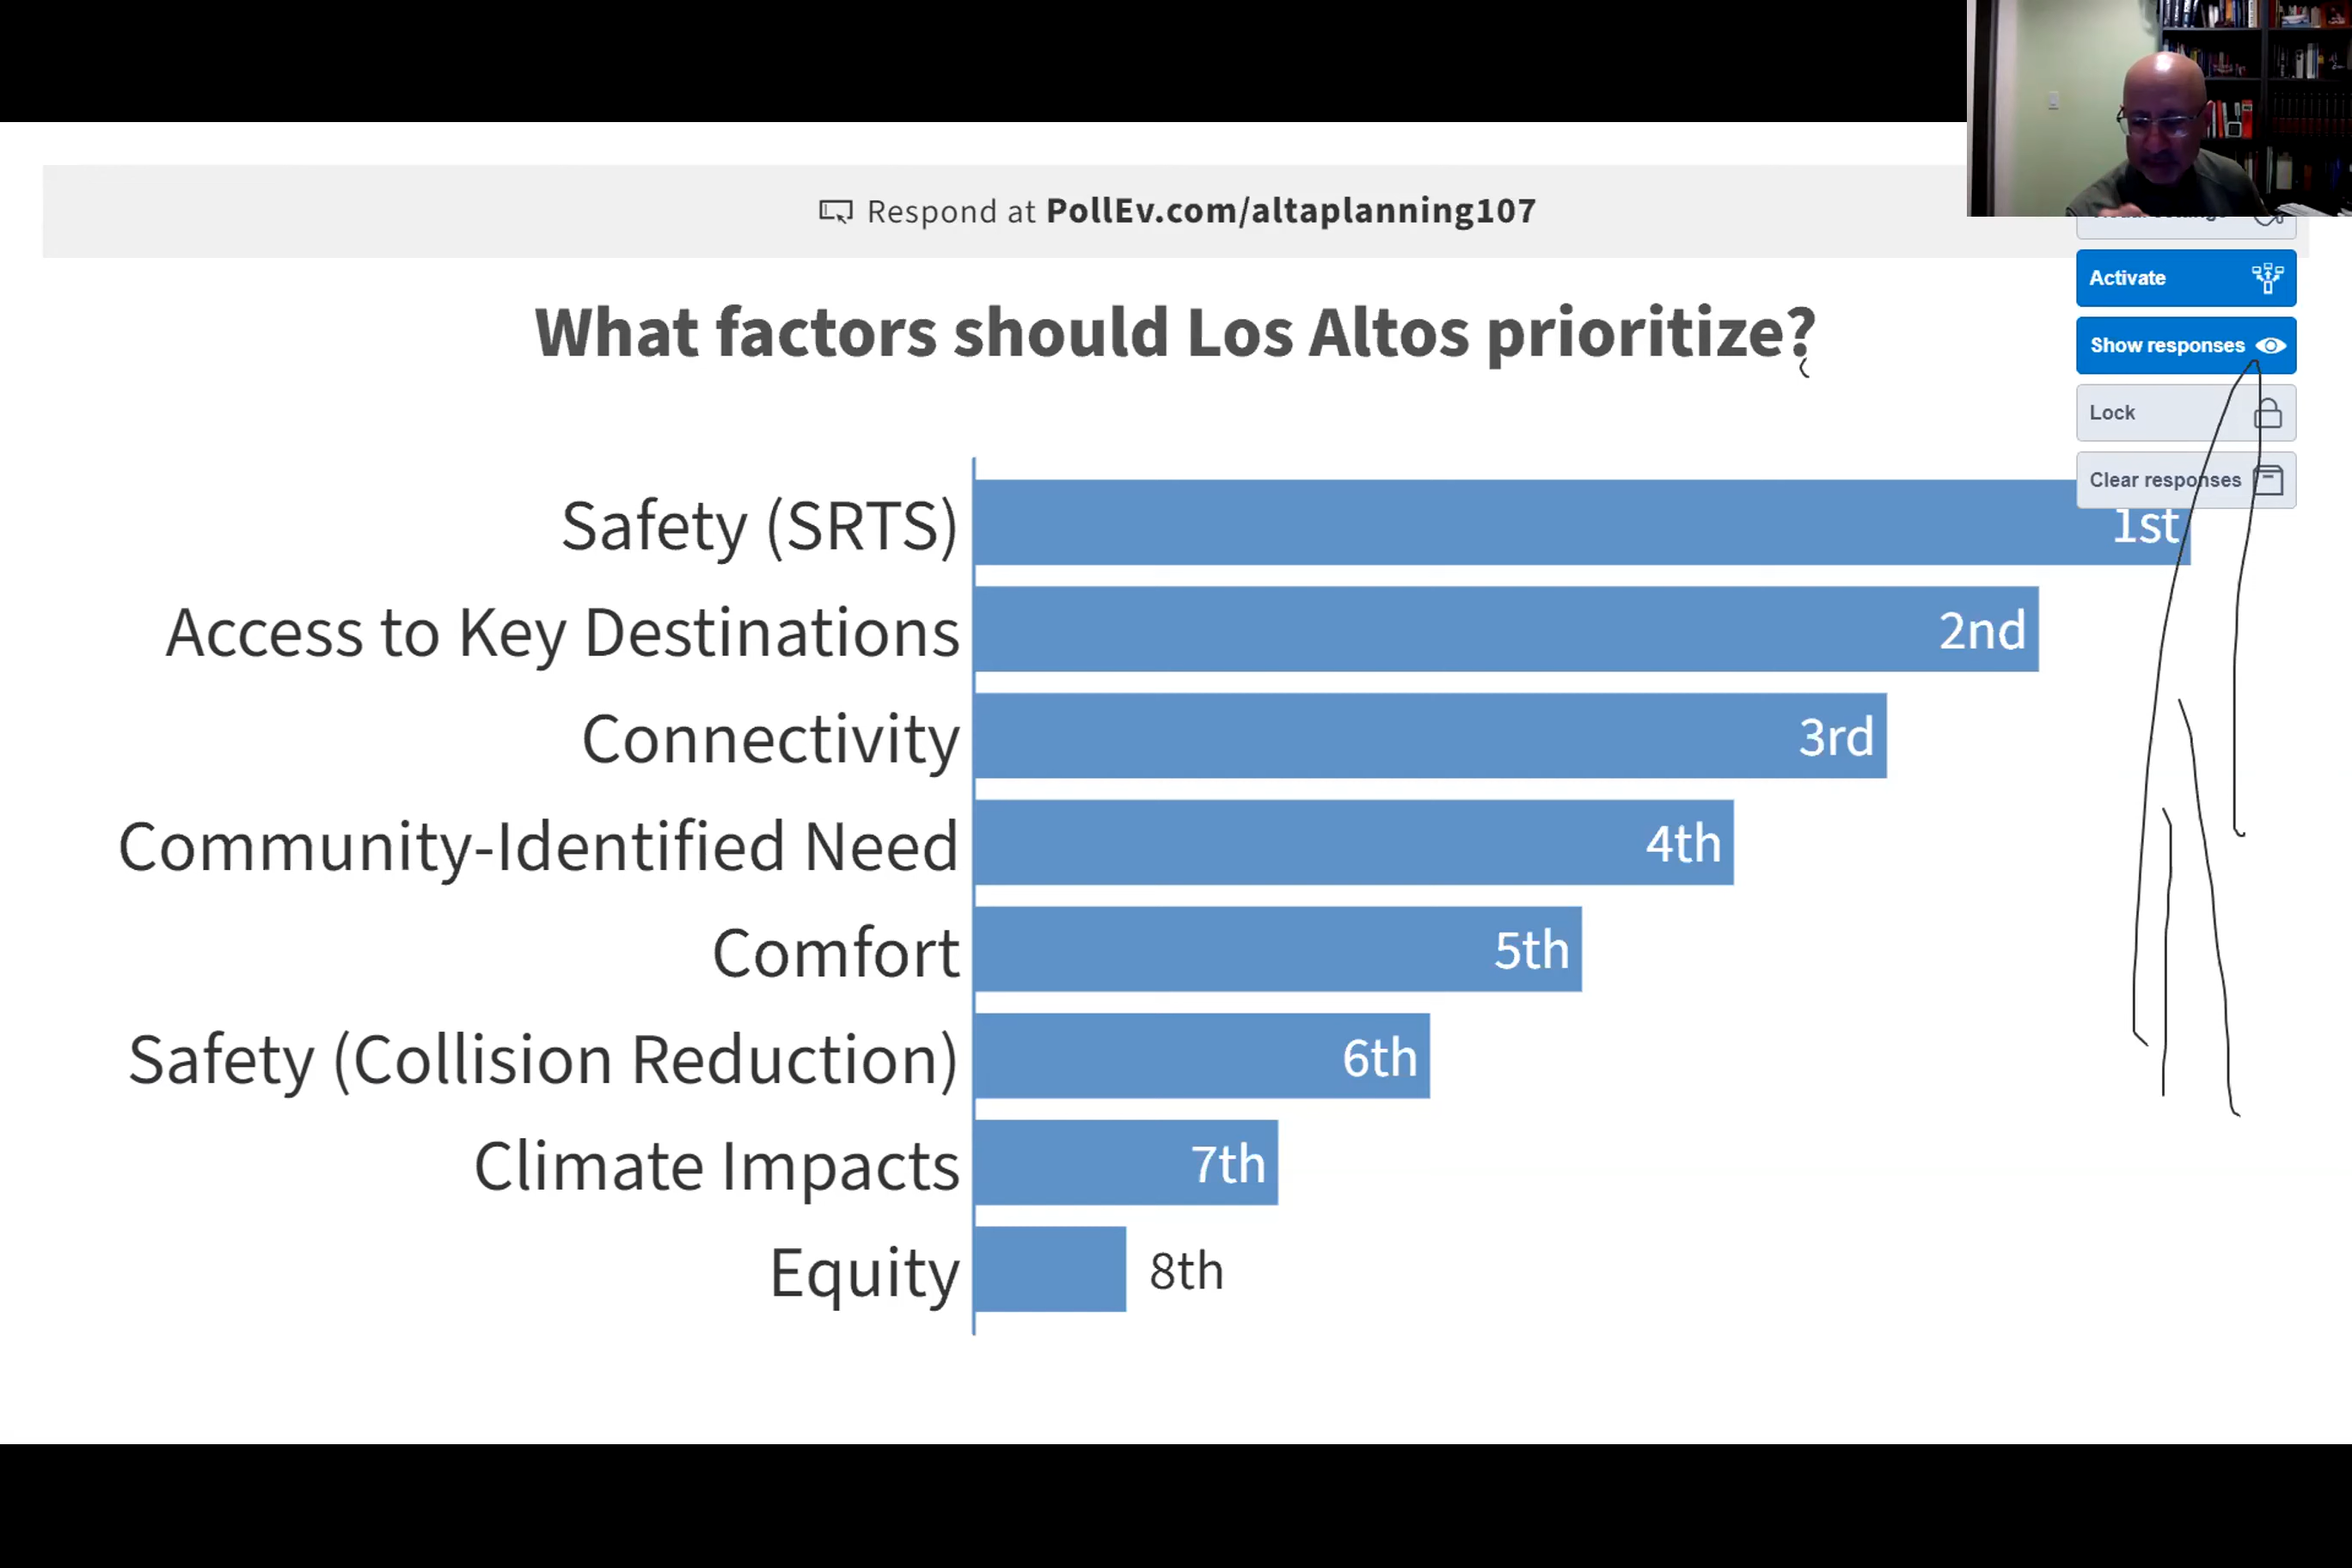 Respond at PollEv.com/altaplanning107
What factors should Los Altos prioritize?
Activate
Show responses
Lock
Clear responses
Safety (SRTS) 1st
Access to Key Destinations 2nd
Connectivity 3rd
Community-Identified Need 4th
Comfort 5th
Safety (Collision Reduction) 6th
Climate Impacts 7th
Equity 8th